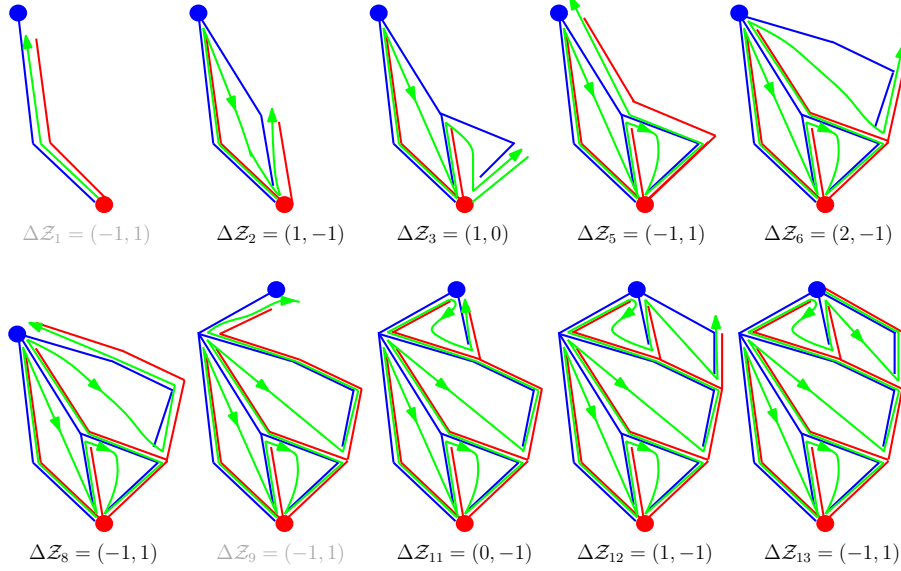 Δ𝒵₁ = (−1, 1)
Δ𝒵₂ = (1, −1)
Δ𝒵₃ = (1, 0)
Δ𝒵₅ = (−1, 1)
Δ𝒵₆ = (2, −1)
Δ𝒵₈ = (−1, 1)
Δ𝒵₉ = (−1, 1)
Δ𝒵₁₁ = (0, −1)
Δ𝒵₁₂ = (1, −1)
Δ𝒵₁₃ = (−1, 1)